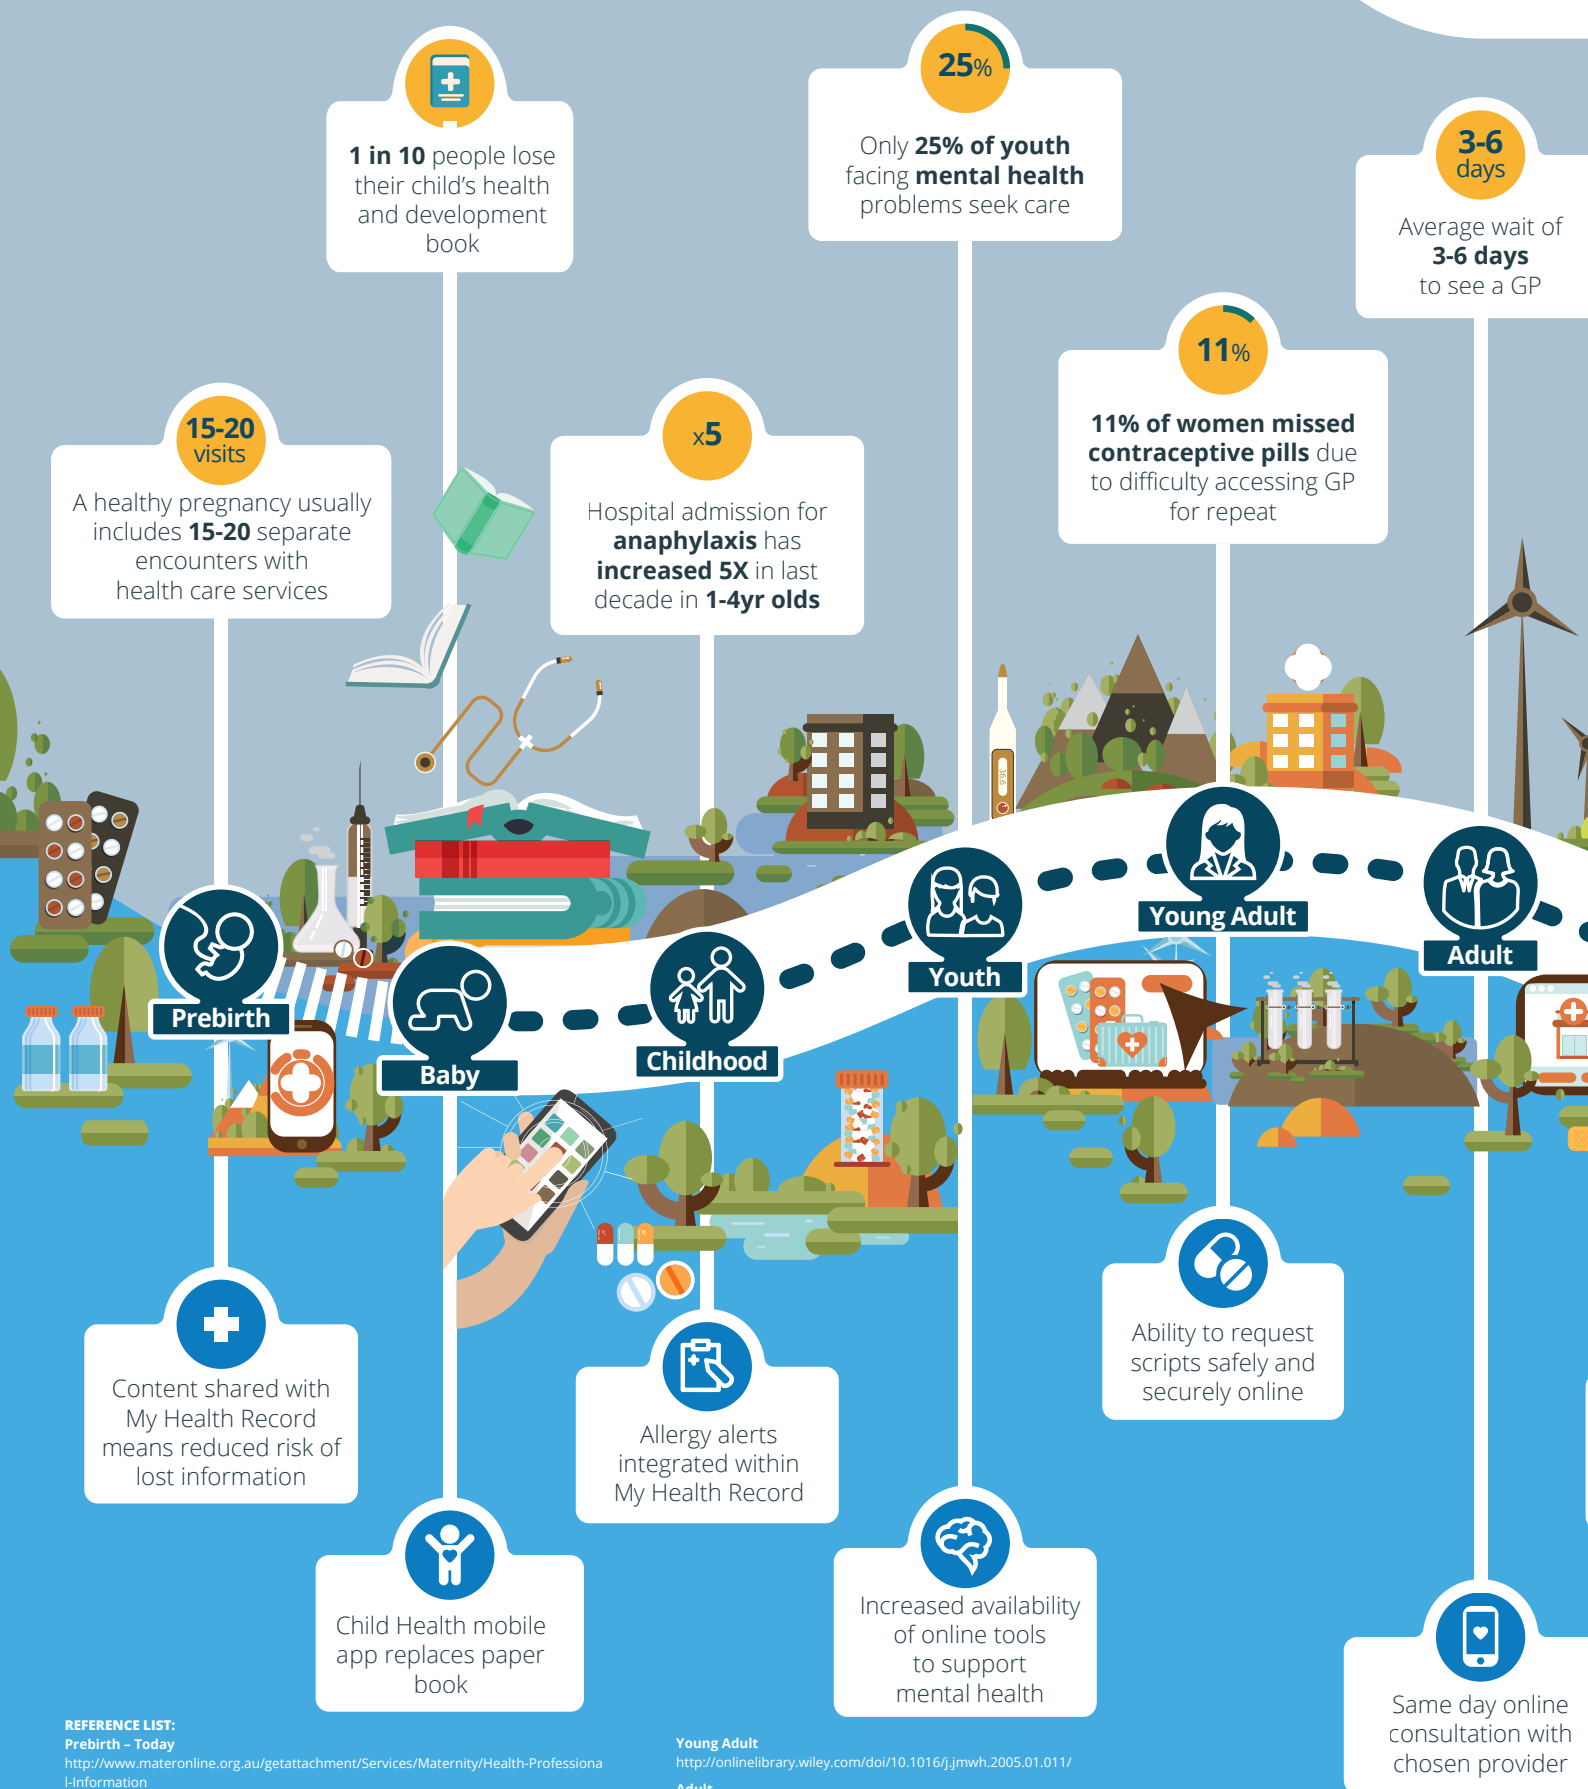 25%
Only 25% of youth
facing mental health
problems seek care
1 in 10 people lose
their child's health
and development
book
3-6
days
Average wait of
3-6 days
to see a GP
11%
11% of women missed
contraceptive pills due
to difficulty accessing GP
for repeat
15-20
visits
A healthy pregnancy usually
includes 15-20 separate
encounters with
health care services
x5
Hospital admission for
anaphylaxis has
increased 5X in last
decade in 1-4yr olds
36.6
Prebirth
Baby
Childhood
Youth
Young Adult
Adult
Content shared with
My Health Record
means reduced risk of
lost information
Child Health mobile
app replaces paper
book
Allergy alerts
integrated within
My Health Record
Increased availability
of online tools
to support
mental health
Ability to request
scripts safely and
securely online
Same day online
consultation with
chosen provider
REFERENCE LIST:
Prebirth – Today
http://www.materonline.org.au/getattachment/Services/Maternity/Health-Professiona
l-Information
Young Adult
http://onlinelibrary.wiley.com/doi/10.1016/j.jmwh.2005.01.011/
Adult